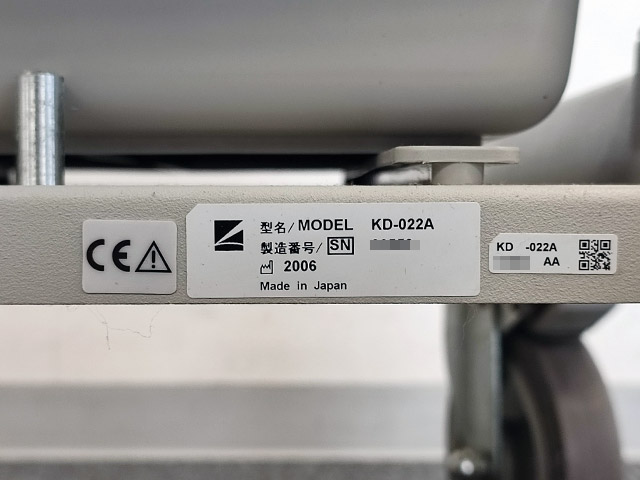 CE
型名/MODEL KD-022A
製造番号/SN
2006
Made in Japan
KD -022A
AA